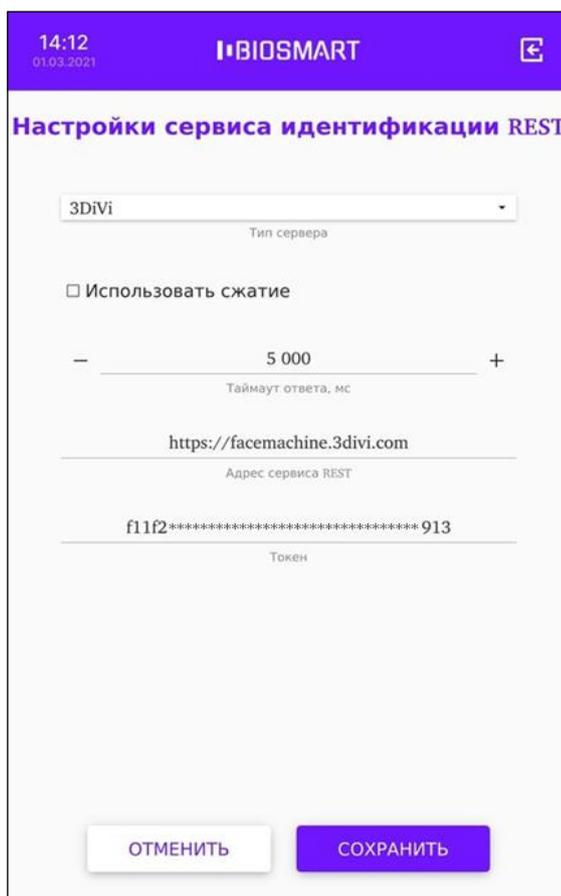 14:12
BIOSMART
01.03.2021
Настройки сервиса идентификации REST
3DiVi
Тип сервера
Использовать сжатие
− 5 000 +
Таймаут ответа, мс
https://facemachine.3divi.com
Адрес сервиса REST
f11f2********************************913
Токен
ОТМЕНИТЬ СОХРАНИТЬ